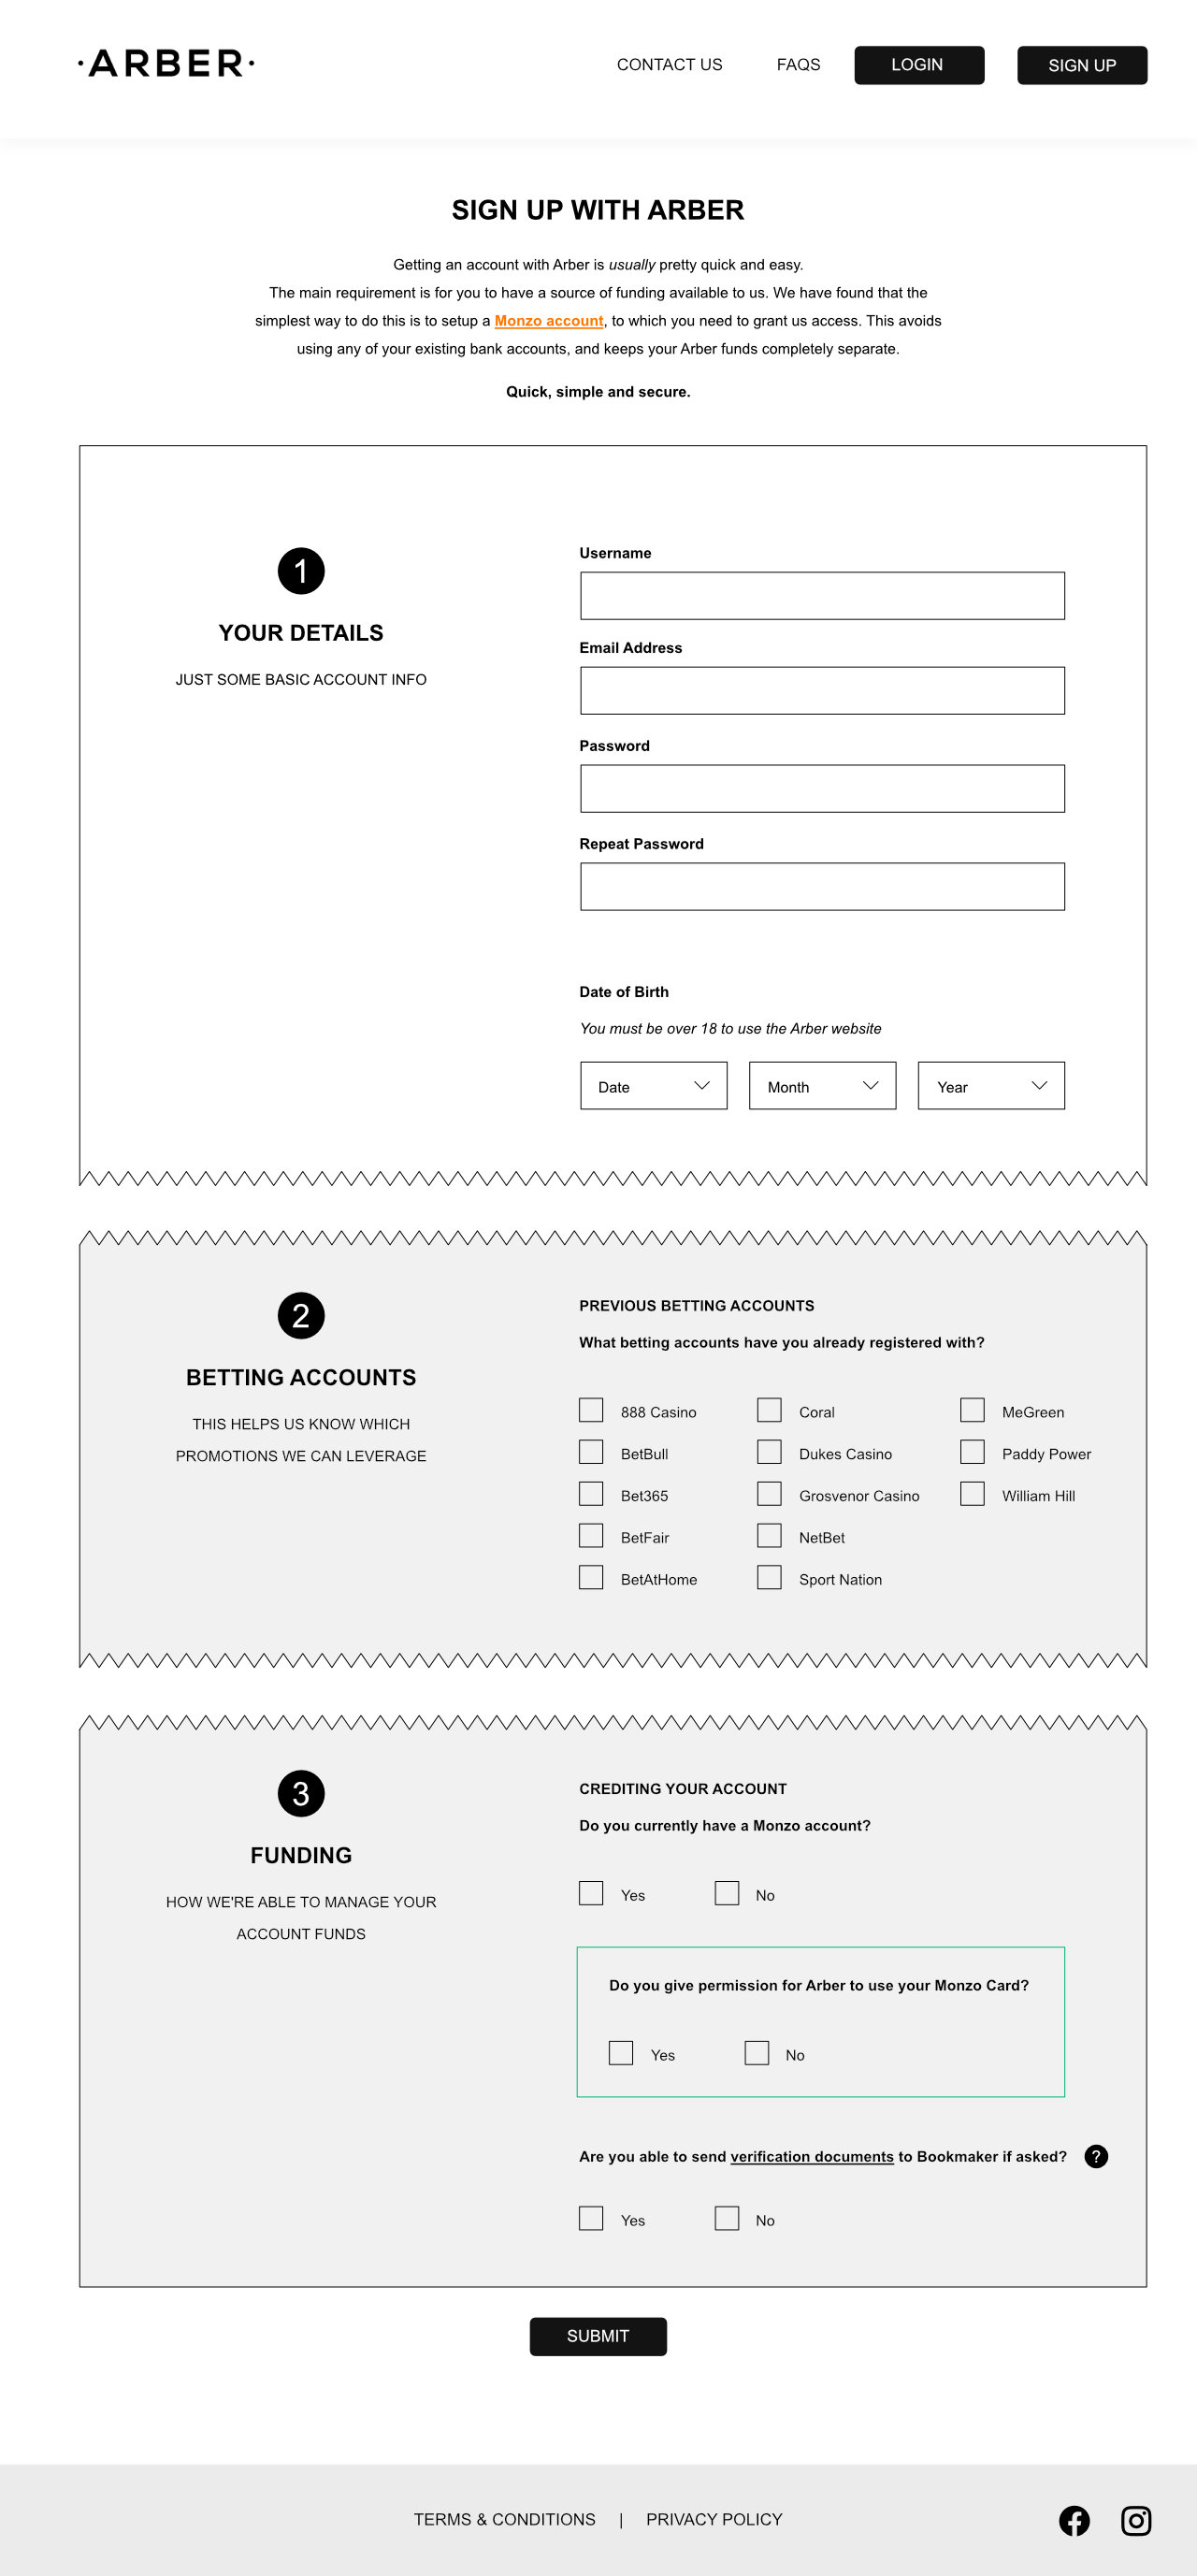 ·ARBER·
CONTACT US
FAQS
LOGIN
SIGN UP
SIGN UP WITH ARBER
Getting an account with Arber is usually pretty quick and easy.
The main requirement is for you to have a source of funding available to us. We have found that the
simplest way to do this is to setup a Monzo account, to which you need to grant us access. This avoids
using any of your existing bank accounts, and keeps your Arber funds completely separate.
Quick, simple and secure.
1
YOUR DETAILS
JUST SOME BASIC ACCOUNT INFO
Username
Email Address
Password
Repeat Password
Date of Birth
You must be over 18 to use the Arber website
Date
Month
Year
2
BETTING ACCOUNTS
THIS HELPS US KNOW WHICH
PROMOTIONS WE CAN LEVERAGE
PREVIOUS BETTING ACCOUNTS
What betting accounts have you already registered with?
888 Casino
BetBull
Bet365
BetFair
BetAtHome
Coral
Dukes Casino
Grosvenor Casino
NetBet
Sport Nation
MeGreen
Paddy Power
William Hill
3
FUNDING
HOW WE'RE ABLE TO MANAGE YOUR
ACCOUNT FUNDS
CREDITING YOUR ACCOUNT
Do you currently have a Monzo account?
Yes
No
Do you give permission for Arber to use your Monzo Card?
Yes
No
Are you able to send verification documents to Bookmaker if asked? ?
Yes
No
SUBMIT
TERMS & CONDITIONS | PRIVACY POLICY